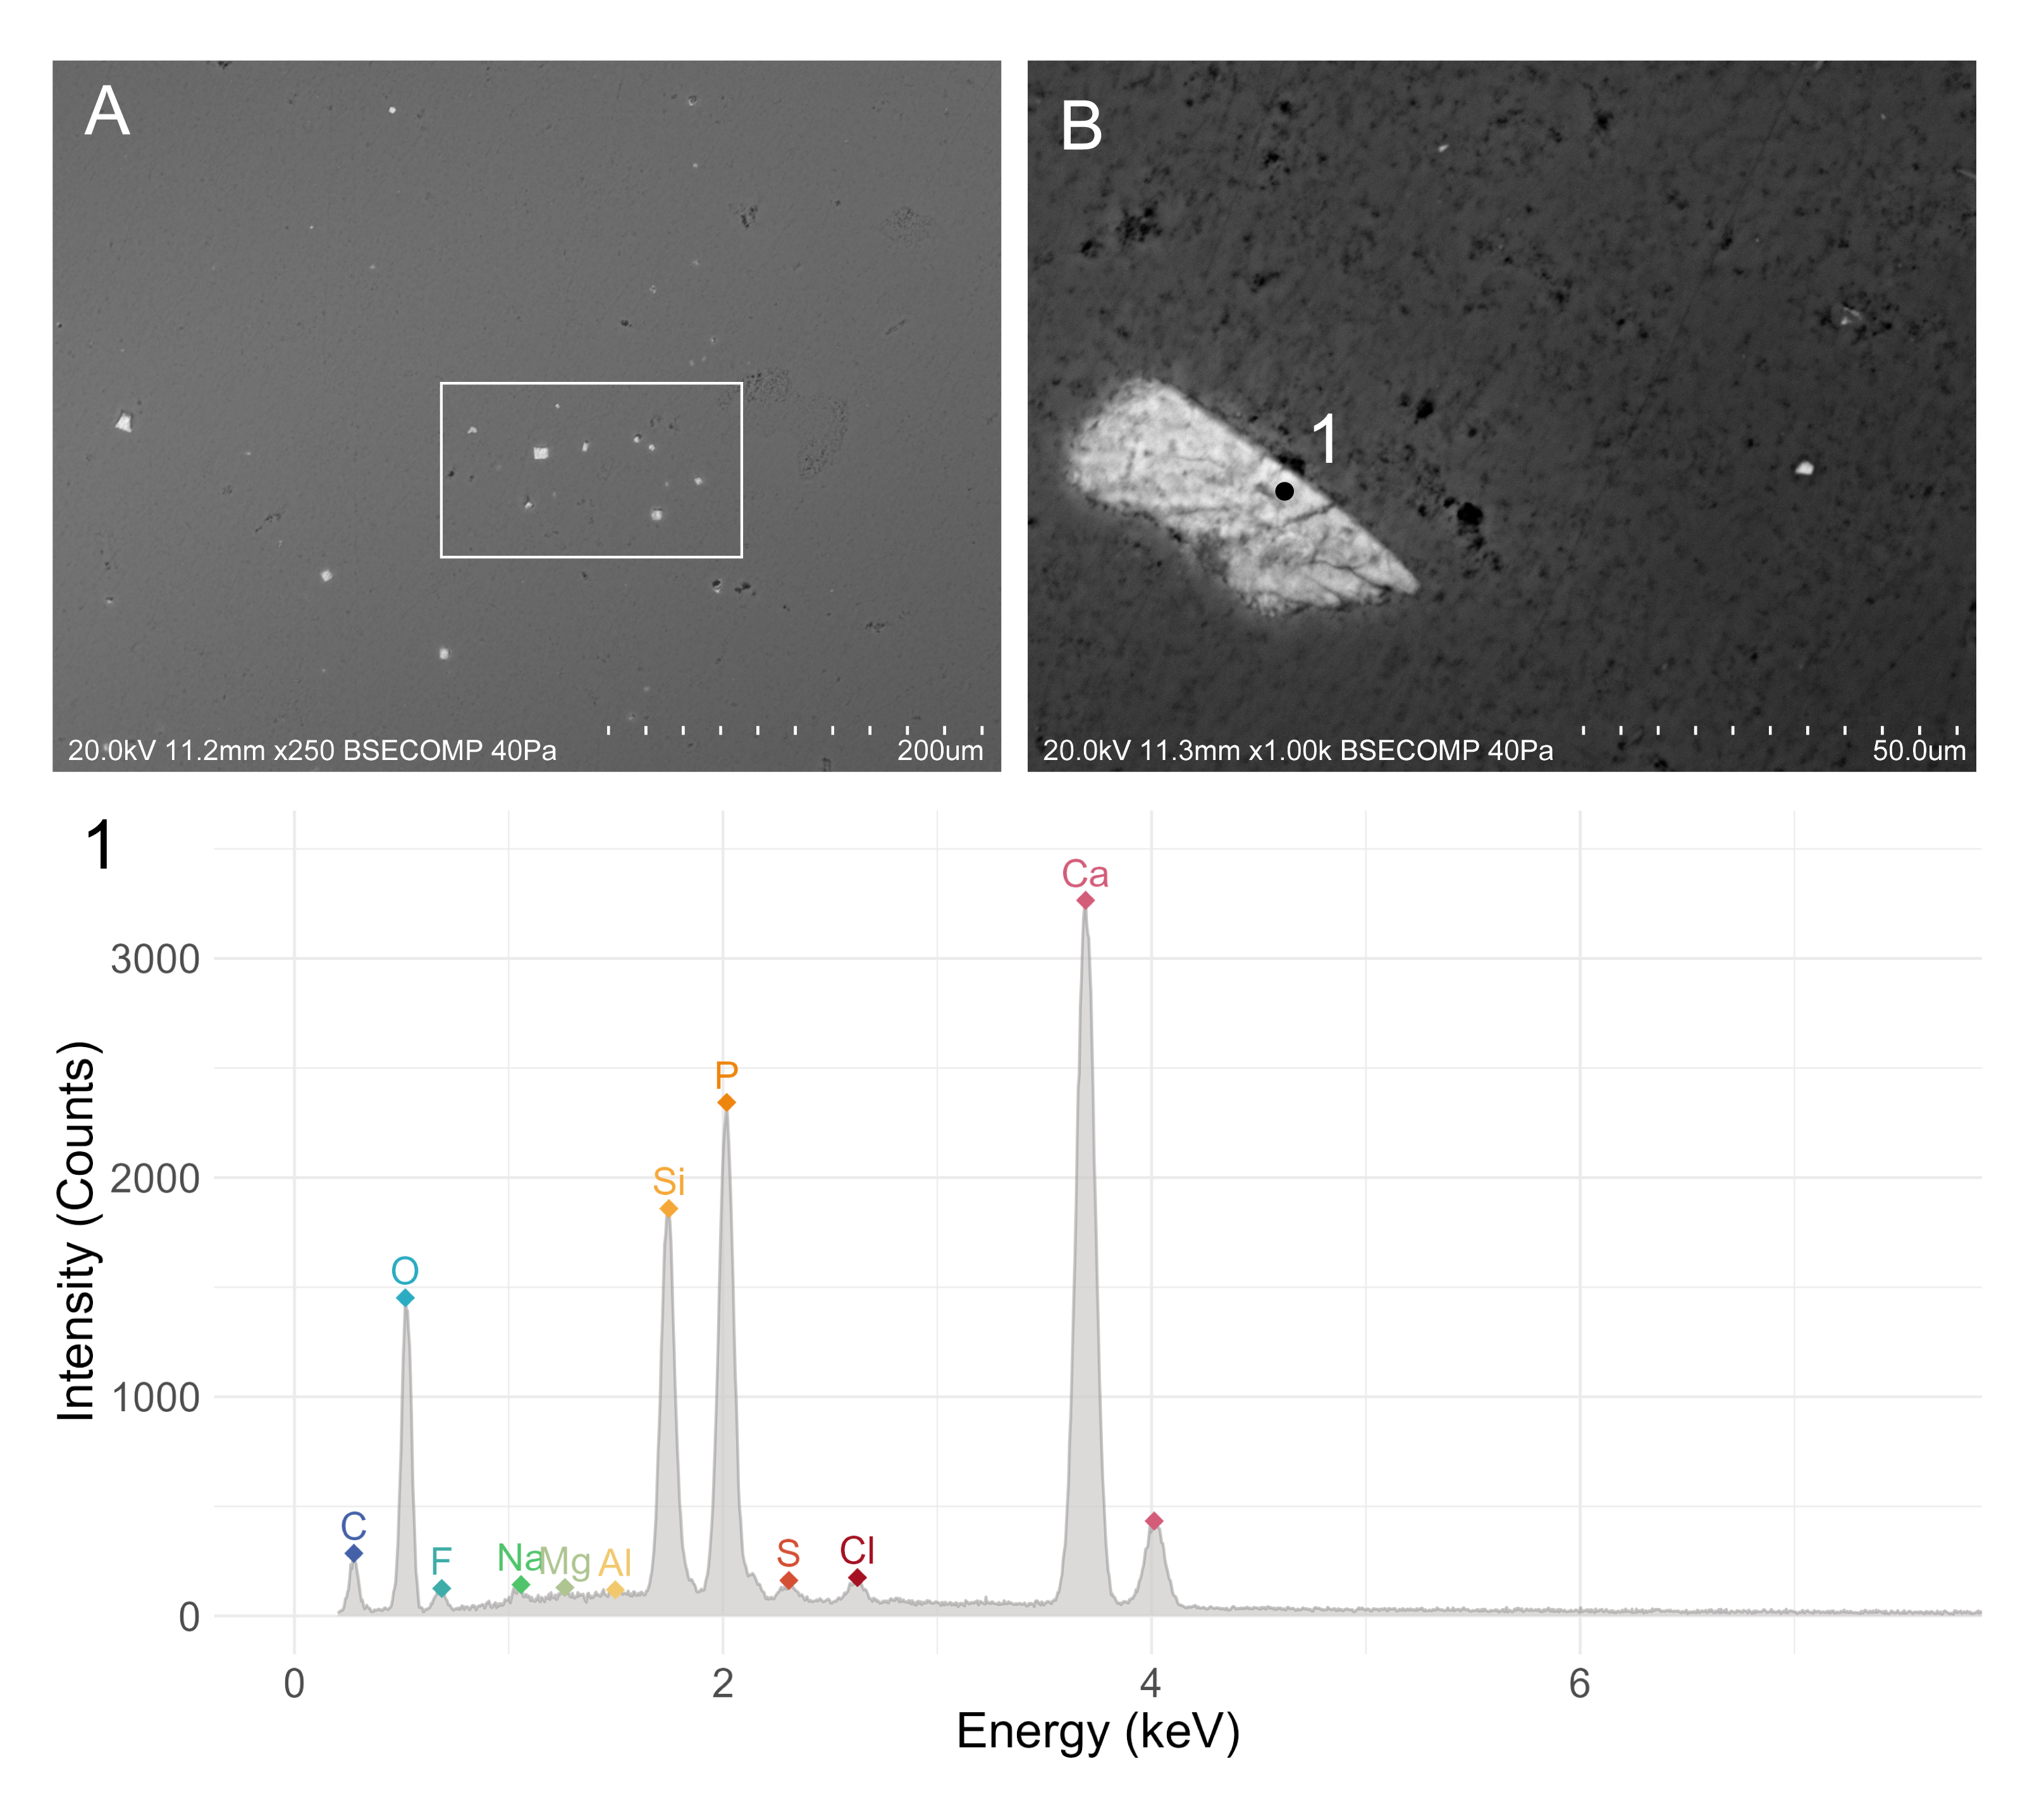 A
20.0kV 11.2mm x250 BSECOMP 40Pa
200um
B
1
20.0kV 11.3mm x1.00k BSECOMP 40Pa
50.0um
1
Ca
3000
P
2000
Si
O
1000
C
F
Na
Mg
Al
S
Cl
0
0
2
4
6
Intensity (Counts)
Energy (keV)